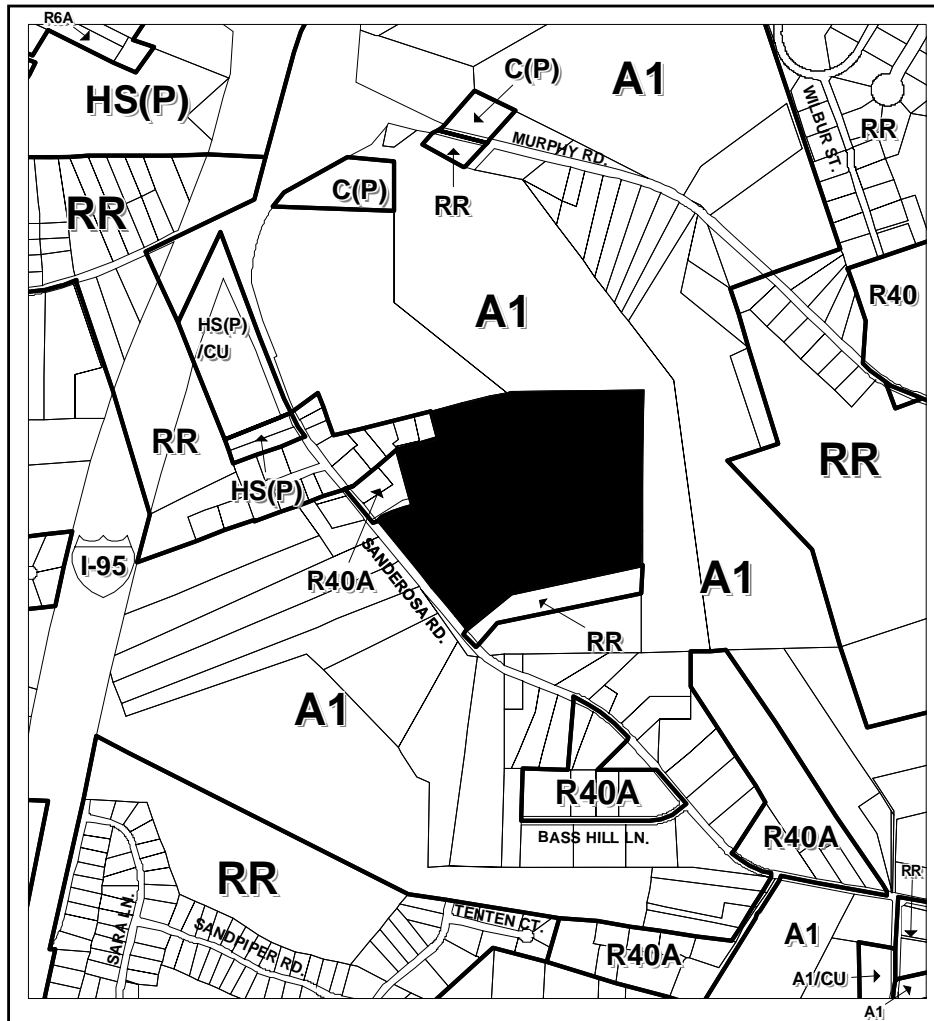 R6A
HS(P)
C(P)
A1
WILBUR ST.
RR
MURPHY RD.
RR
C(P)
RR
R40
A1
HS(P)
/CU
RR
RR
HS(P)
I-95
R40A
SANDEROSA RD.
A1
RR
A1
R40A
BASS HILL LN.
R40A
RR
RR
SARA LN.
SANDPIPER RD.
TENTEN CT.
R40A
A1
A1/CU
A1